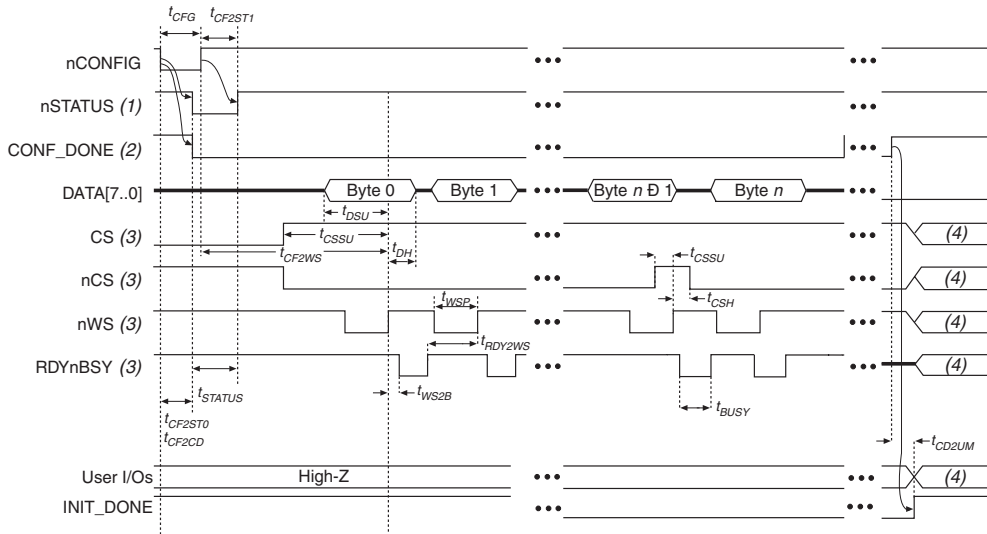 tCFG tCF2ST1
nCONFIG
nSTATUS (1)
CONF_DONE (2)
DATA[7..0] Byte 0 Byte 1 Byte n Ð 1 Byte n
tDSU
CS (3) tCSSU (4)
tCF2WS tDH tCSSU
nCS (3) (4)
tWSP tCSH
nWS (3) (4)
tRDY2WS
RDYnBSY (3) (4)
tSTATUS tWS2B tBUSY
tCF2ST0
tCF2CD
tCD2UM
User I/Os High-Z (4)
INIT_DONE